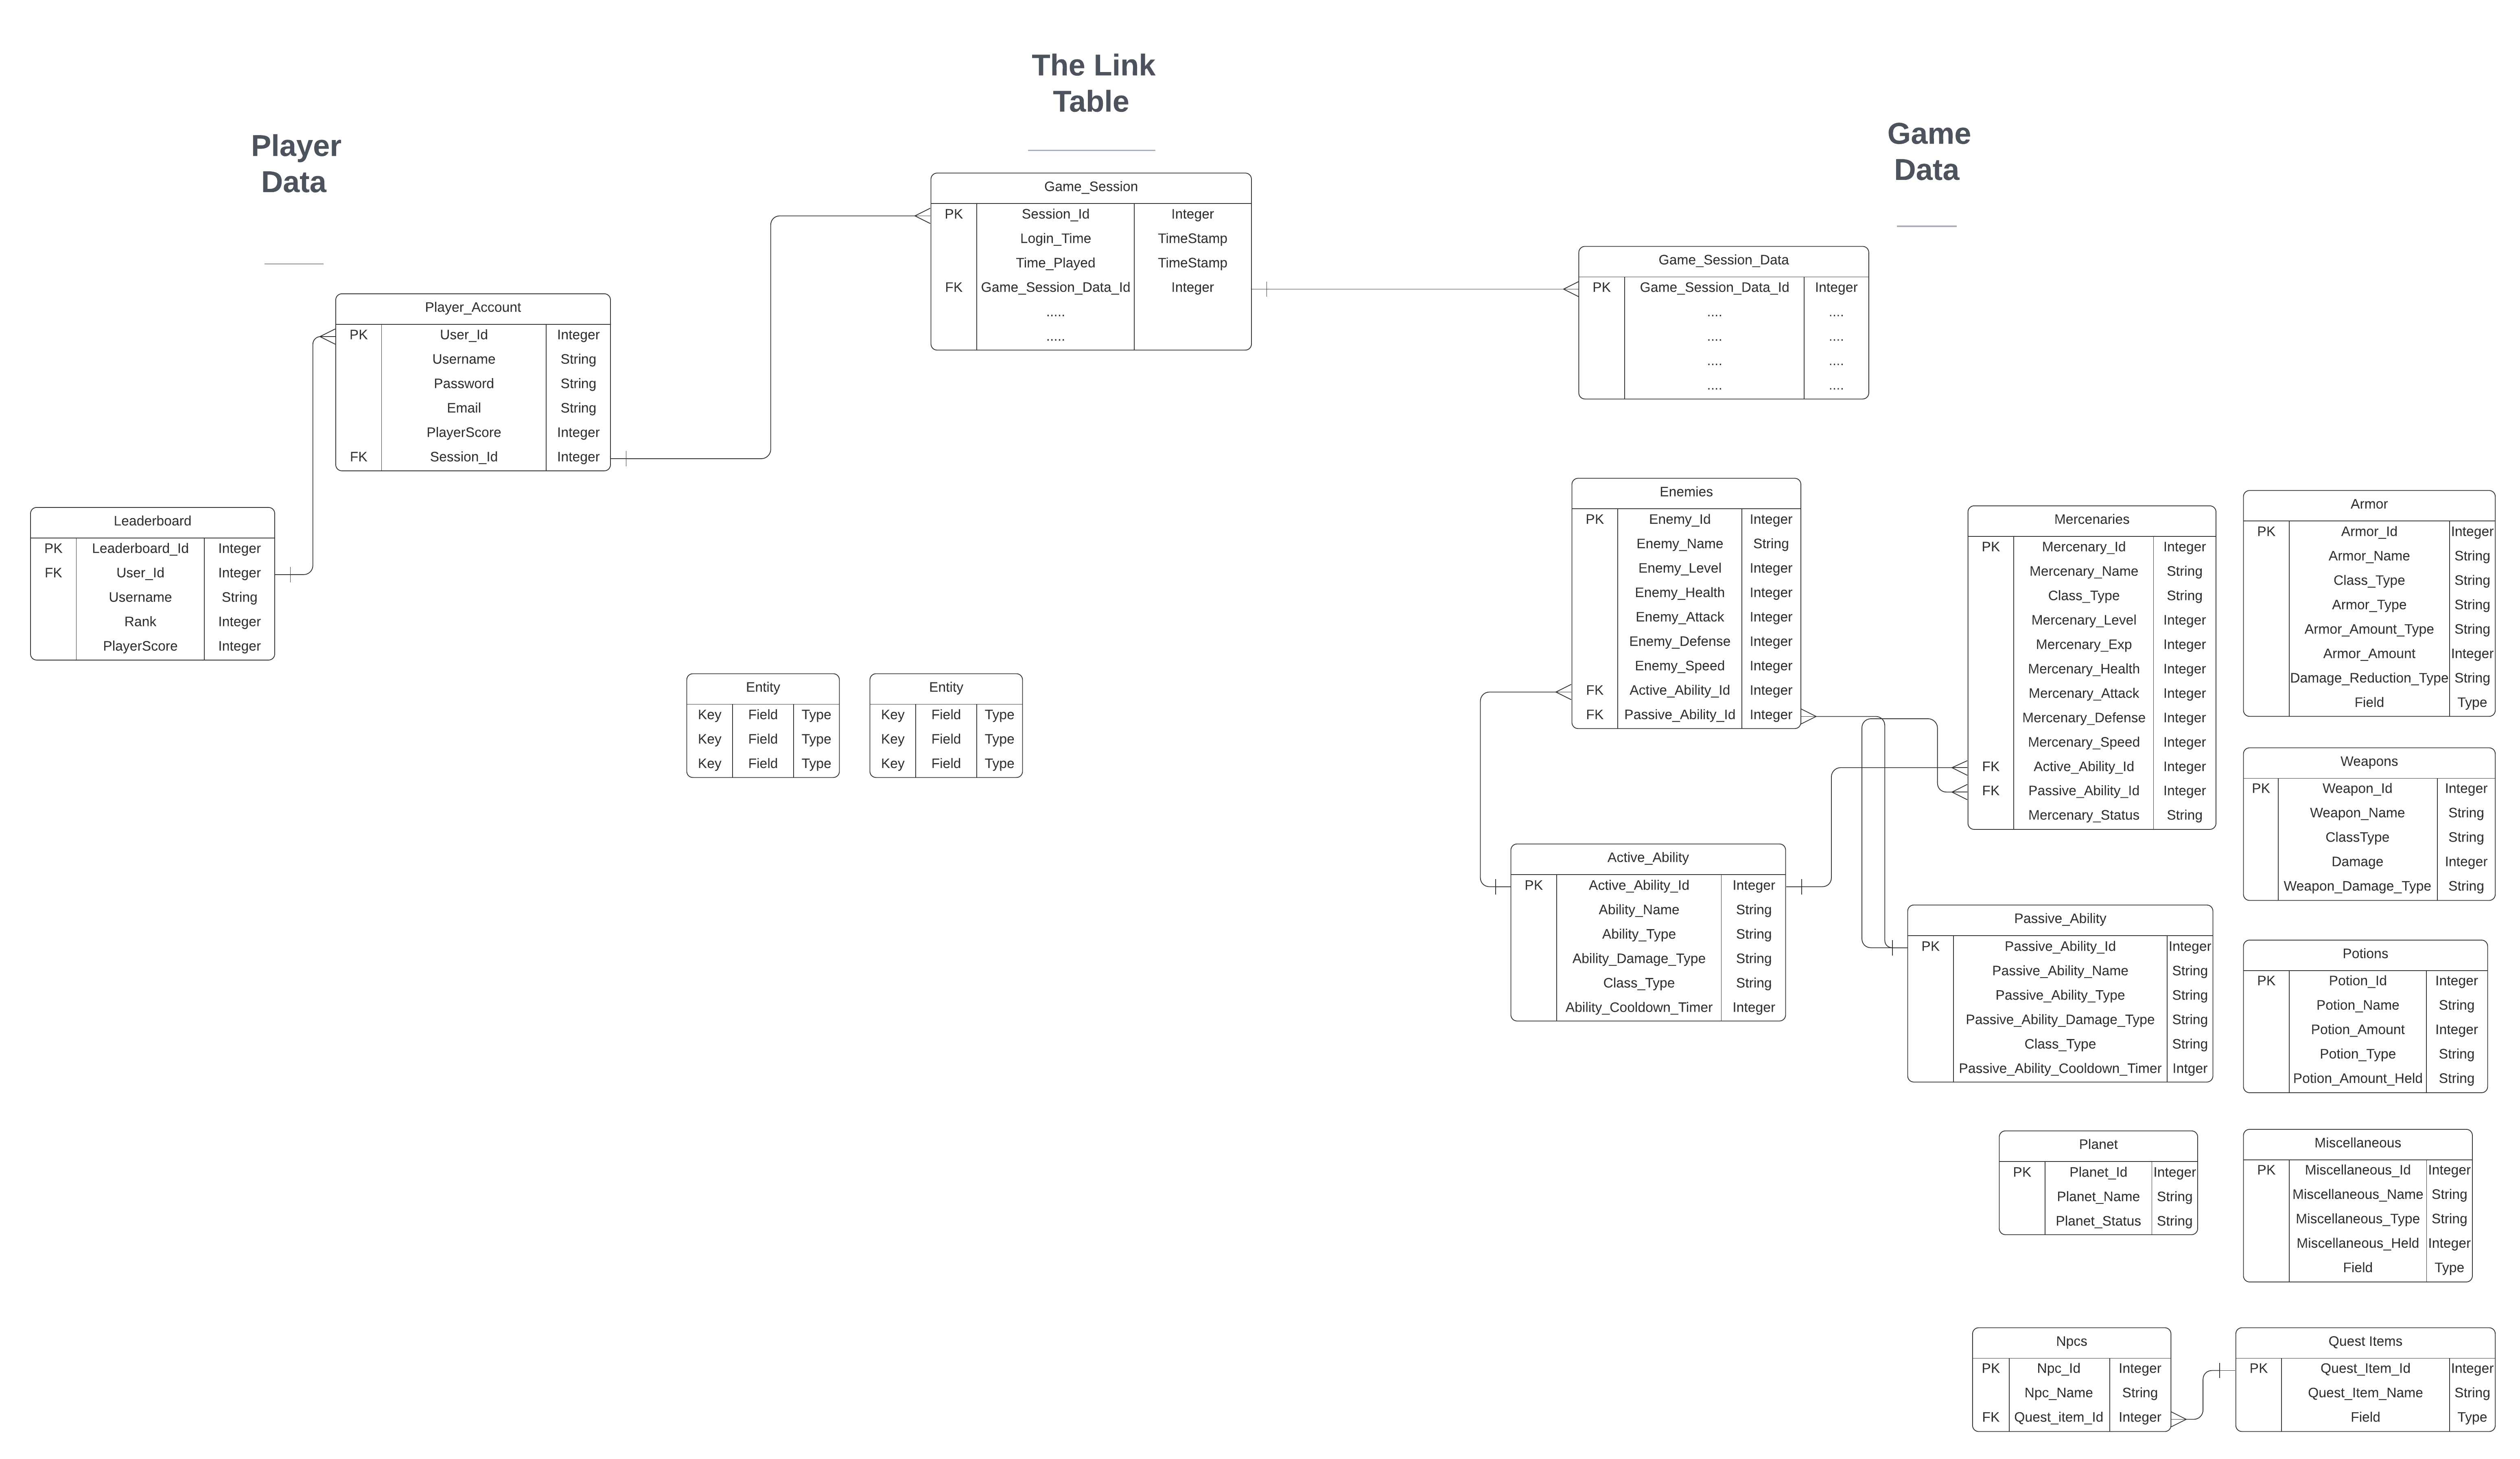 The Link
Table
Player
Data
Game
Data
Game_Session
PK Session_Id Integer
Login_Time TimeStamp
Time_Played TimeStamp
FK Game_Session_Data_Id Integer
.....
.....
Game_Session_Data
PK Game_Session_Data_Id Integer
.... ....
.... ....
.... ....
.... ....
Player_Account
PK User_Id Integer
Username String
Password String
Email String
PlayerScore Integer
FK Session_Id Integer
Leaderboard
PK Leaderboard_Id Integer
FK User_Id Integer
Username String
Rank Integer
PlayerScore Integer
Entity
Key Field Type
Key Field Type
Key Field Type
Entity
Key Field Type
Key Field Type
Key Field Type
Enemies
PK Enemy_Id Integer
Enemy_Name String
Enemy_Level Integer
Enemy_Health Integer
Enemy_Attack Integer
Enemy_Defense Integer
Enemy_Speed Integer
FK Active_Ability_Id Integer
FK Passive_Ability_Id Integer
Mercenaries
PK Mercenary_Id Integer
Mercenary_Name String
Class_Type String
Mercenary_Level Integer
Mercenary_Exp Integer
Mercenary_Health Integer
Mercenary_Attack Integer
Mercenary_Defense Integer
Mercenary_Speed Integer
FK Active_Ability_Id Integer
FK Passive_Ability_Id Integer
Mercenary_Status String
Armor
PK Armor_Id Integer
Armor_Name String
Class_Type String
Armor_Type String
Armor_Amount_Type String
Armor_Amount Integer
Damage_Reduction_Type String
Field Type
Weapons
PK Weapon_Id Integer
Weapon_Name String
ClassType String
Damage Integer
Weapon_Damage_Type String
Active_Ability
PK Active_Ability_Id Integer
Ability_Name String
Ability_Type String
Ability_Damage_Type String
Class_Type String
Ability_Cooldown_Timer Integer
Passive_Ability
PK Passive_Ability_Id Integer
Passive_Ability_Name String
Passive_Ability_Type String
Passive_Ability_Damage_Type String
Class_Type String
Passive_Ability_Cooldown_Timer Intger
Potions
PK Potion_Id Integer
Potion_Name String
Potion_Amount Integer
Potion_Type String
Potion_Amount_Held String
Planet
PK Planet_Id Integer
Planet_Name String
Planet_Status String
Miscellaneous
PK Miscellaneous_Id Integer
Miscellaneous_Name String
Miscellaneous_Type String
Miscellaneous_Held Integer
Field Type
Npcs
PK Npc_Id Integer
Npc_Name String
FK Quest_item_Id Integer
Quest Items
PK Quest_Item_Id Integer
Quest_Item_Name String
Field Type